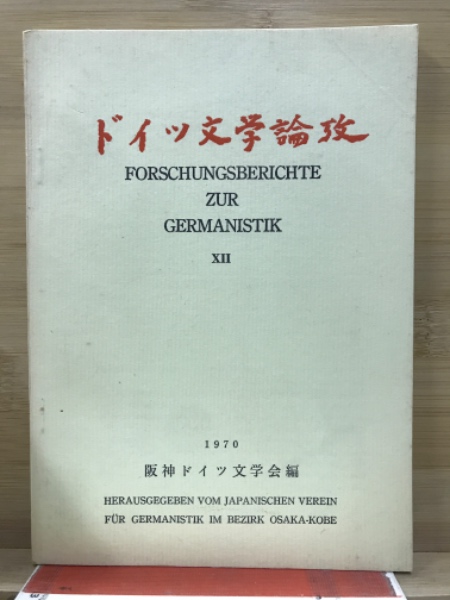 ドイツ文学論攷
FORSCHUNGSBERICHTE
ZUR
GERMANISTIK
XII
1970
阪神ドイツ文学会編
HERAUSGEGEBEN VOM JAPANISCHEN VEREIN
FÜR GERMANISTIK IM BEZIRK OSAKA-KOBE